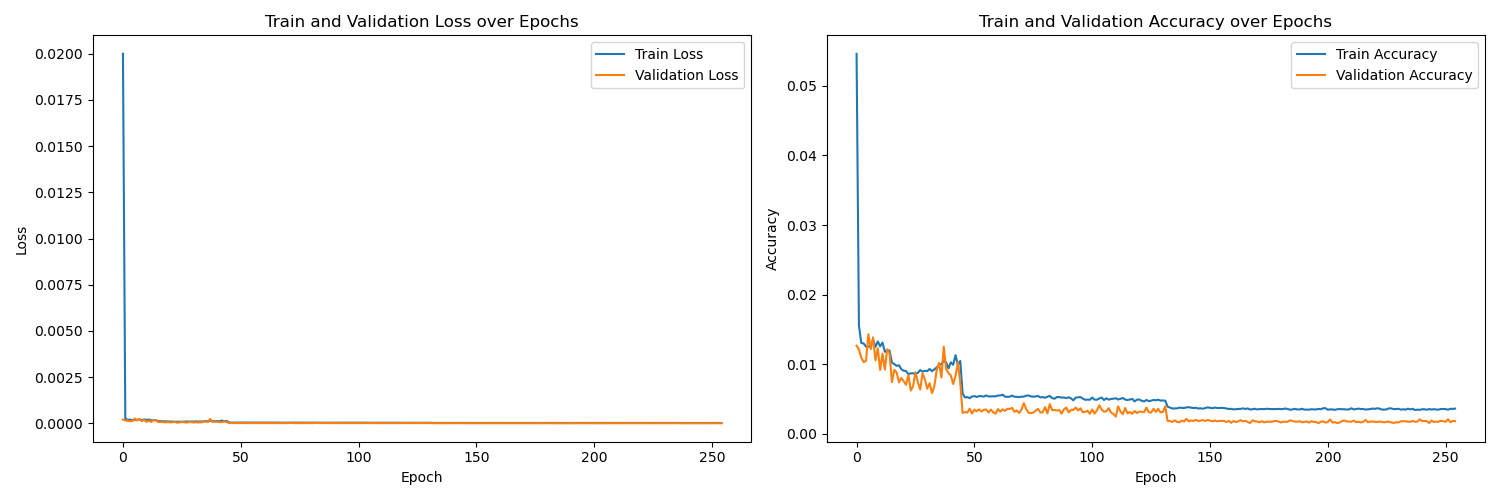 Train and Validation Loss over Epochs
Train Loss
Validation Loss
0.0200
0.0175
0.0150
0.0125
0.0100
0.0075
0.0050
0.0025
0.0000
Loss
0
50
100
150
200
250
Epoch
Train and Validation Accuracy over Epochs
Train Accuracy
Validation Accuracy
0.05
0.04
0.03
0.02
0.01
0.00
Accuracy
0
50
100
150
200
250
Epoch